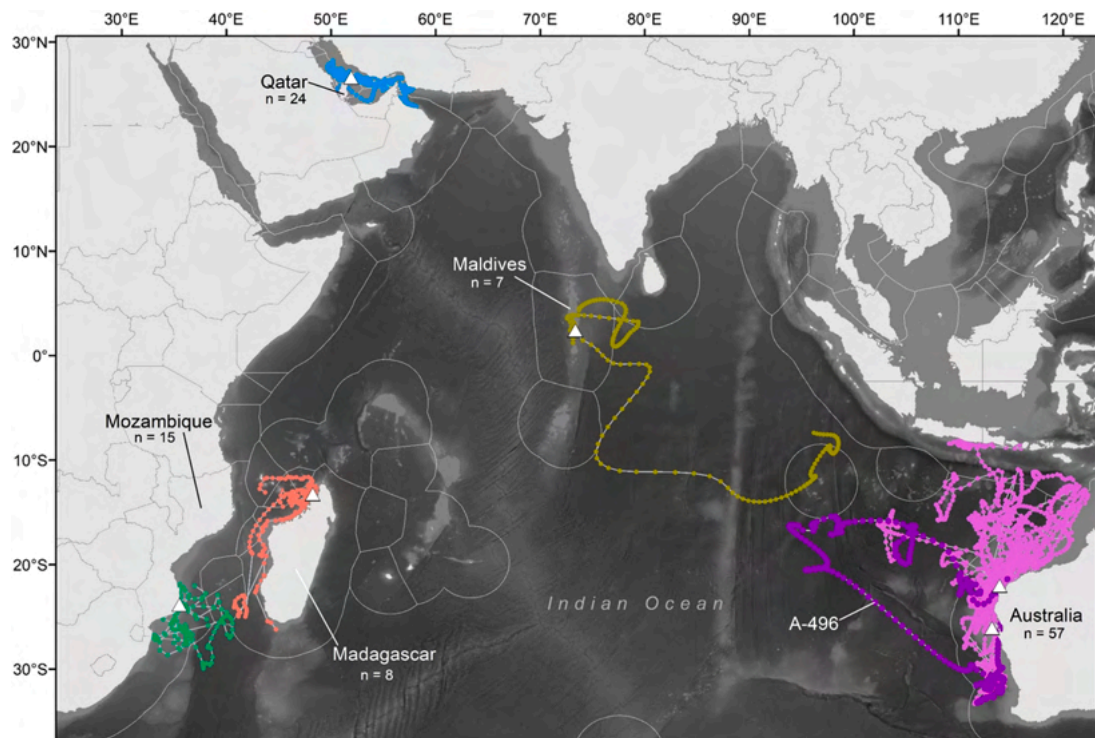 30°E 40°E 50°E 60°E 70°E 80°E 90°E 100°E 110°E 120°E
30°N
Qatar
n = 24
20°N
10°N
Maldives
n = 7
0°
Mozambique
n = 15
10°S
20°S
Indian Ocean
A-496
Australia
n = 57
Madagascar
n = 8
30°S